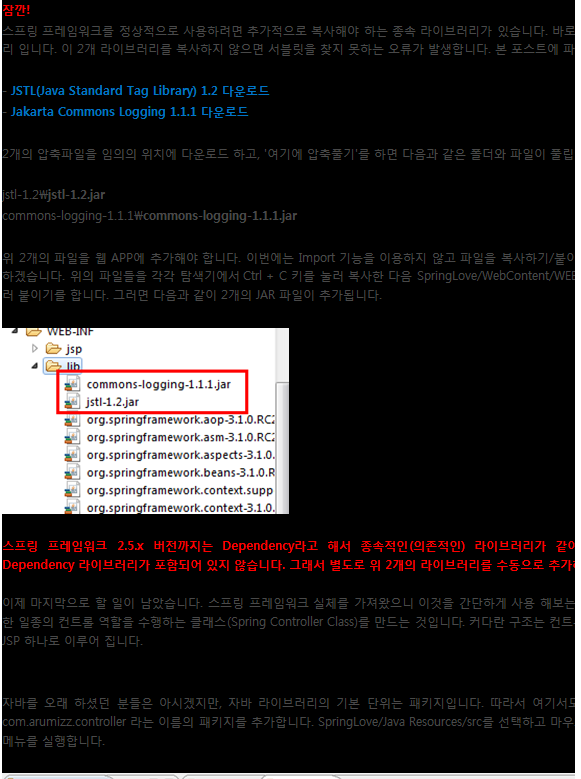 잠깐!
스프링 프레임워크를 정상적으로 사용하려면 추가적으로 복사해야 하는 종속 라이브러리가 있습니다. 바로
리 입니다. 이 2개 라이브러리를 복사하지 않으면 서블릿을 찾지 못하는 오류가 발생합니다. 본 포스트에 파
- JSTL(Java Standard Tag Library) 1.2 다운로드
- Jakarta Commons Logging 1.1.1 다운로드
2개의 압축파일을 임의의 위치에 다운로드 하고, '여기에 압축풀기'를 하면 다음과 같은 폴더와 파일이 풀립
jstl-1.2₩jstl-1.2.jar
commons-logging-1.1.1₩commons-logging-1.1.1.jar
위 2개의 파일을 웹 APP에 추가해야 합니다. 이번에는 Import 기능을 이용하지 않고 파일을 복사하기/붙이
하겠습니다. 위의 파일들을 각각 탐색기에서 Ctrl + C 키를 눌러 복사한 다음 SpringLove/WebContent/WEB
러 붙이기를 합니다. 그러면 다음과 같이 2개의 JAR 파일이 추가됩니다.
WEB-INF
jsp
lib
commons-logging-1.1.1.jar
jstl-1.2.jar
org.springframework.aop-3.1.0.RC2
org.springframework.asm-3.1.0.RC2
org.springframework.aspects-3.1.0.
org.springframework.beans-3.1.0.R
org.springframework.context.supp
org.springframework.context-3.1.0.
스프링 프레임워크 2.5.x 버전까지는 Dependency라고 해서 종속적인(의존적인) 라이브러리가 같이
Dependency 라이브러리가 포함되어 있지 않습니다. 그래서 별도로 위 2개의 라이브러리를 수동으로 추가하
이제 마지막으로 할 일이 남았습니다. 스프링 프레임워크 실체를 가져왔으니 이것을 간단하게 사용 해보는
한 일종의 컨트롤 역할을 수행하는 클래스(Spring Controller Class)를 만드는 것입니다. 커다란 구조는 컨트
JSP 하나로 이루어 집니다.
자바를 오래 하셨던 분들은 아시겠지만, 자바 라이브러리의 기본 단위는 패키지입니다. 따라서 여기서도
com.arumizz.controller 라는 이름의 패키지를 추가합니다. SpringLove/Java Resources/src를 선택하고 마우
메뉴를 실행합니다.